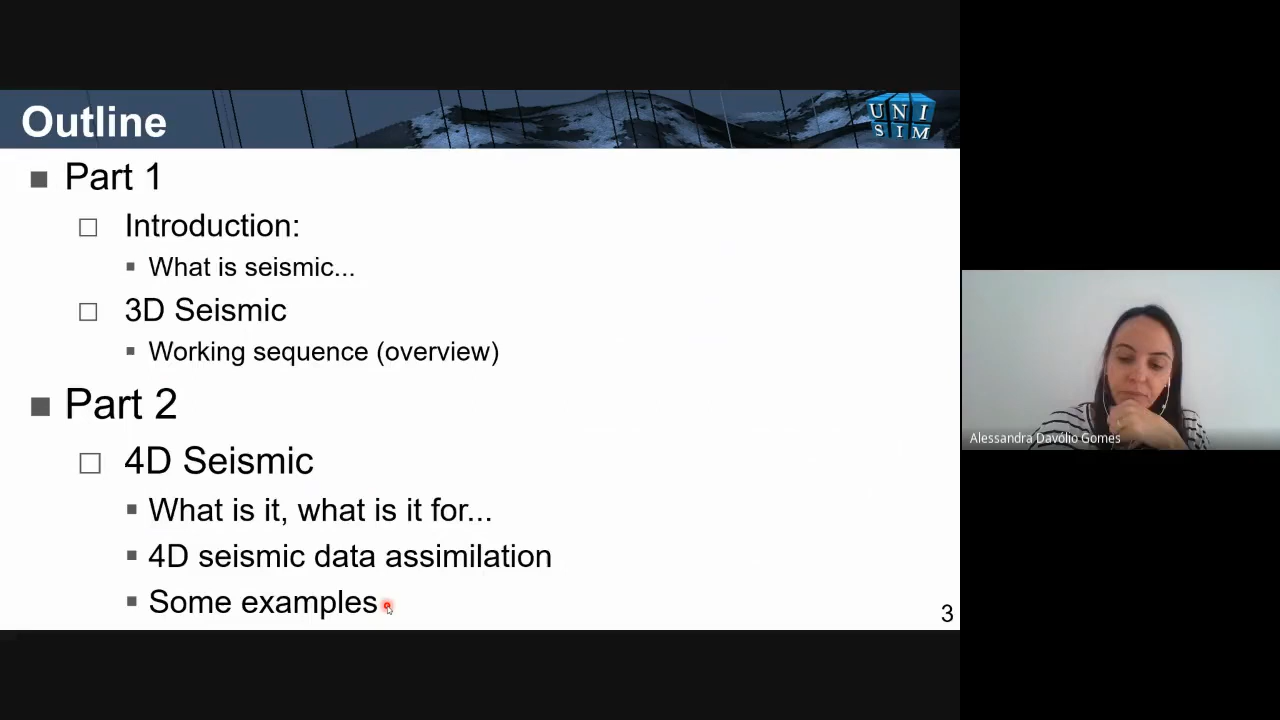 Outline
UNI
SIM
Part 1
Introduction:
What is seismic...
3D Seismic
Working sequence (overview)
Part 2
4D Seismic
What is it, what is it for...
4D seismic data assimilation
Some examples
3
Alessandra Davólio Gomes